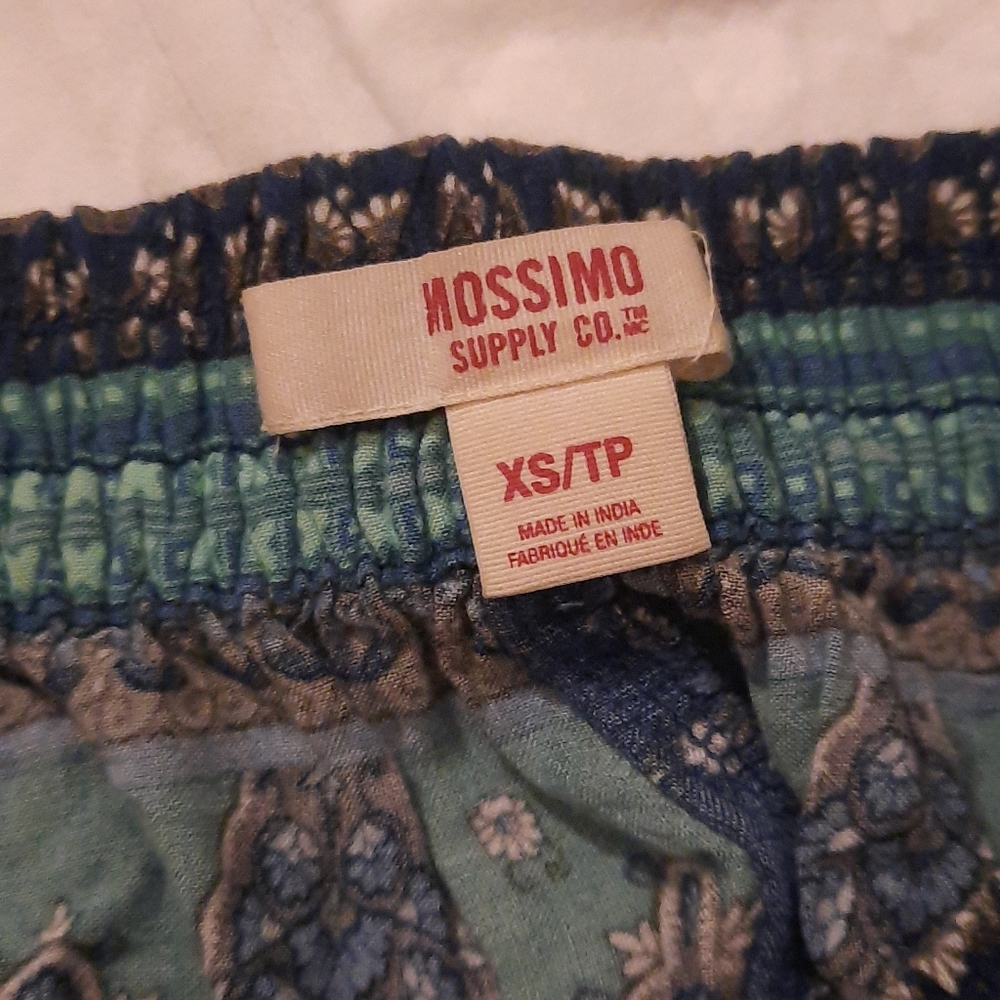 MOSSIMO
SUPPLY CO.™ MC
XS/TP
MADE IN INDIA
FABRIQUÉ EN INDE